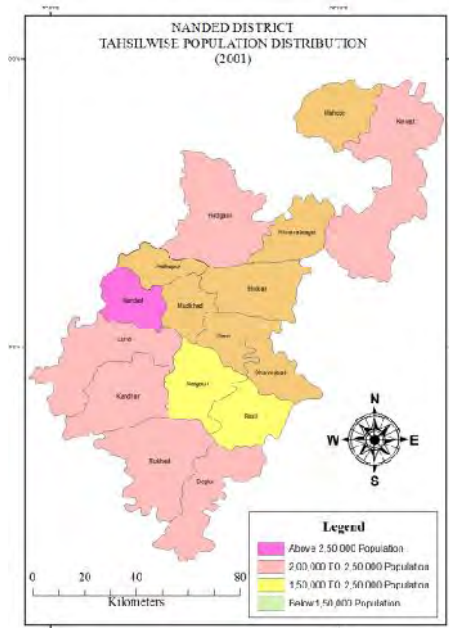 NANDED DISTRICT
TAHSILWISE POPULATION DISTRIBUTION
(2001)
Mahoor
Kinwat
Hadgaon
Himayatnagar
Ardhapur
Bhokar
Nanded
Mudkhed
Umri
Loha
Dharmabad
Naigaon
Kandhar
Biloli
Mukhed
Degloor
N
W
E
S
Legend
Above 2,50,000 Population
2,00,000 TO 2,50,000 Population
1,50,000 TO 2,50,000 Population
Below 1,50,000 Population
0 20 40 80
Kilometers